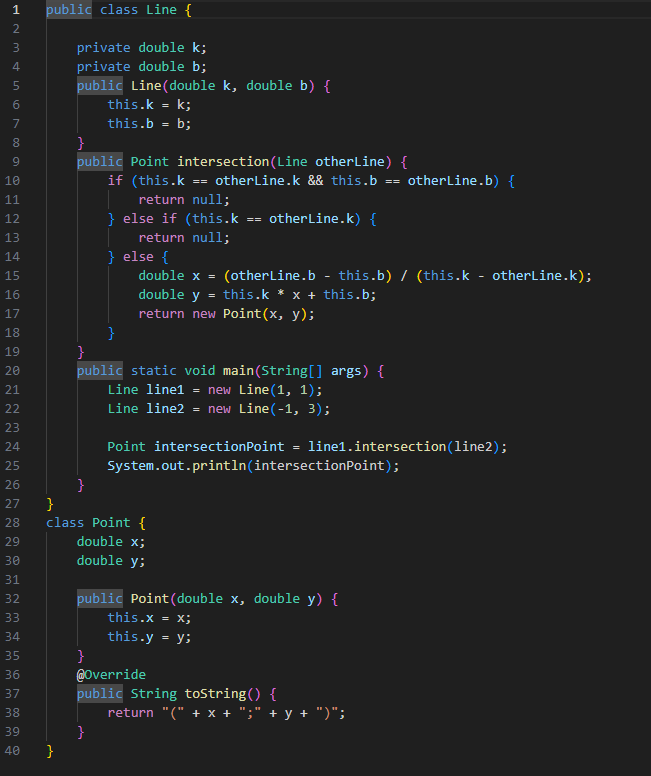 1 public class Line {
2
3     private double k;
4     private double b;
5     public Line(double k, double b) {
6         this.k = k;
7         this.b = b;
8     }
9     public Point intersection(Line otherLine) {
10         if (this.k == otherLine.k && this.b == otherLine.b) {
11             return null;
12         } else if (this.k == otherLine.k) {
13             return null;
14         } else {
15             double x = (otherLine.b - this.b) / (this.k - otherLine.k);
16             double y = this.k * x + this.b;
17             return new Point(x, y);
18         }
19     }
20     public static void main(String[] args) {
21         Line line1 = new Line(1, 1);
22         Line line2 = new Line(-1, 3);
23
24         Point intersectionPoint = line1.intersection(line2);
25         System.out.println(intersectionPoint);
26     }
27 }
28 class Point {
29     double x;
30     double y;
31
32     public Point(double x, double y) {
33         this.x = x;
34         this.y = y;
35     }
36     @Override
37     public String toString() {
38         return "(" + x + ";" + y + ")";
39     }
40 }